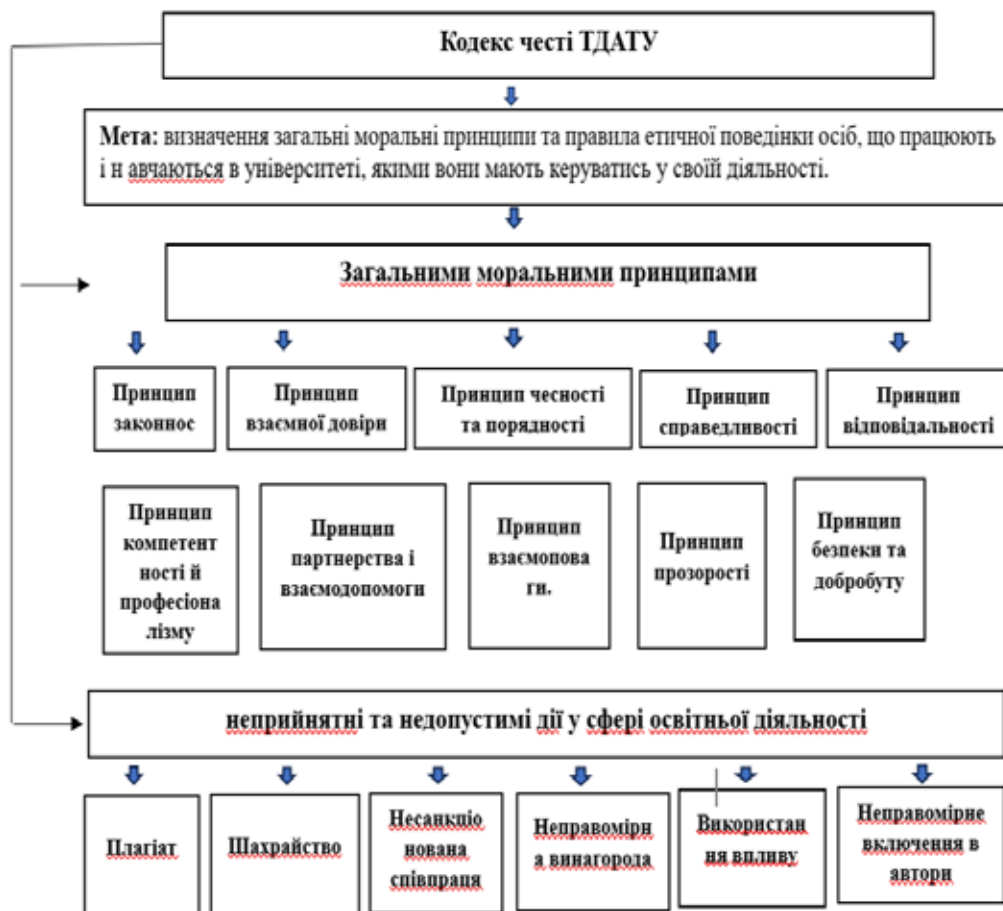 Кодекс честі ТДАТУ
Мета: визначення загальні моральні принципи та правила етичної поведінки осіб, що працюють
і н авчаються в університеті, якими вони мають керуватись у своїй діяльності.
Загальними моральними принципами
Принцип
законнос
Принцип
взаємної довіри
Принцип чесності
та порядності
Принцип
справедливості
Принцип
відповідальності
Принцип
компетент
ності й
професіона
лізму
Принцип
партнерства і
взаємодопомоги
Принцип
взаємопова
ги.
Принцип
прозорості
Принцип
безпеки та
добробуту
неприйнятні та недопустимі дії у сфері освітньої діяльності
Плагіат
Шахрайство
Несанкціо
нована
співпраця
Неправомірн
а винагорода
Використан
ня впливу
Неправомірне
включення в
автори